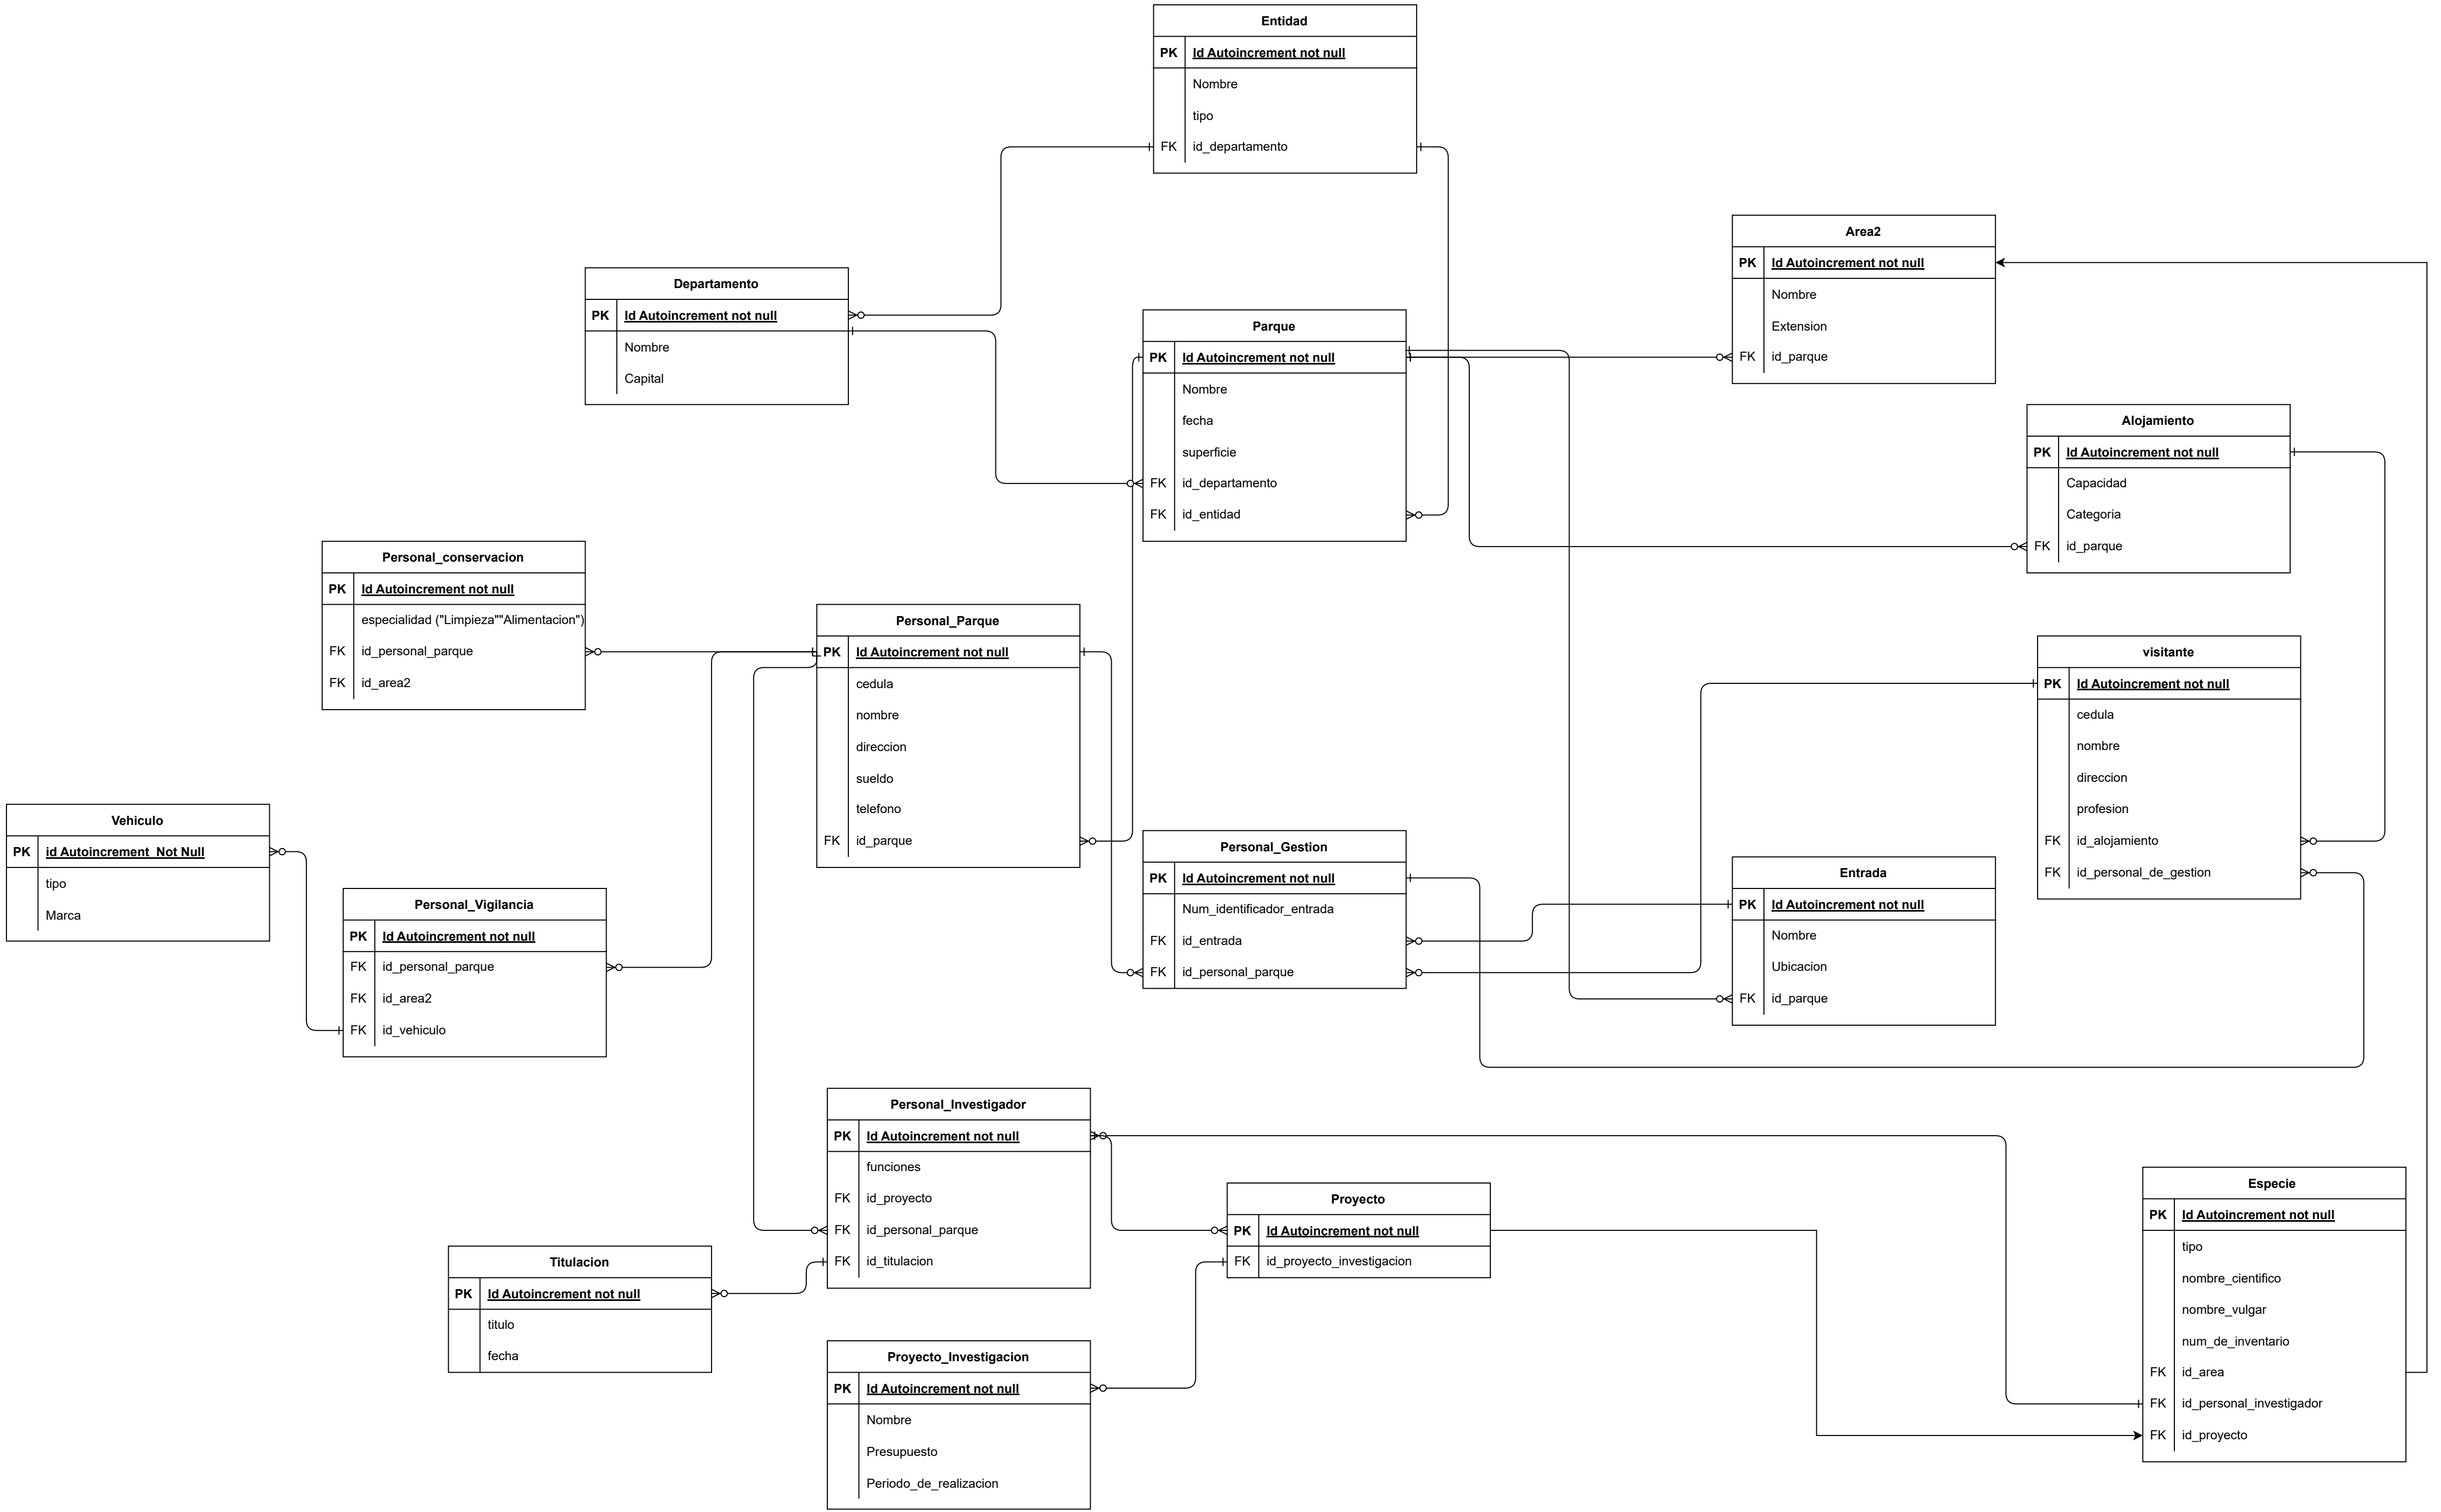 Entidad
PK Id Autoincrement not null
Nombre
tipo
FK id_departamento
Area2
PK Id Autoincrement not null
Nombre
Extension
FK id_parque
Departamento
PK Id Autoincrement not null
Nombre
Capital
Parque
PK Id Autoincrement not null
Nombre
fecha
superficie
FK id_departamento
FK id_entidad
Alojamiento
PK Id Autoincrement not null
Capacidad
Categoria
FK id_parque
Personal_conservacion
PK Id Autoincrement not null
especialidad ("Limpieza""Alimentacion")
FK id_personal_parque
FK id_area2
Personal_Parque
PK Id Autoincrement not null
cedula
nombre
direccion
sueldo
telefono
FK id_parque
visitante
PK Id Autoincrement not null
cedula
nombre
direccion
profesion
FK id_alojamiento
FK id_personal_de_gestion
Vehiculo
PK id Autoincrement Not Null
tipo
Marca
Personal_Gestion
PK Id Autoincrement not null
Num_identificador_entrada
FK id_entrada
FK id_personal_parque
Entrada
PK Id Autoincrement not null
Nombre
Ubicacion
FK id_parque
Personal_Vigilancia
PK Id Autoincrement not null
FK id_personal_parque
FK id_area2
FK id_vehiculo
Personal_Investigador
PK Id Autoincrement not null
funciones
FK id_proyecto
FK id_personal_parque
FK id_titulacion
Proyecto
PK Id Autoincrement not null
FK id_proyecto_investigacion
Especie
PK Id Autoincrement not null
tipo
nombre_cientifico
nombre_vulgar
num_de_inventario
FK id_area
FK id_personal_investigador
FK id_proyecto
Titulacion
PK Id Autoincrement not null
titulo
fecha
Proyecto_Investigacion
PK Id Autoincrement not null
Nombre
Presupuesto
Periodo_de_realizacion